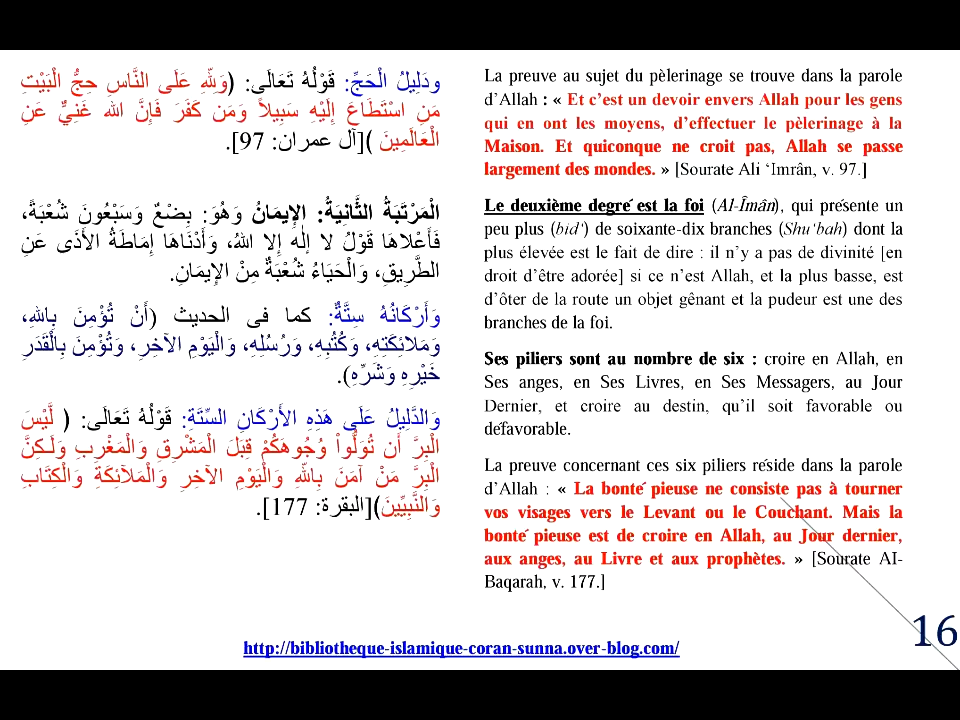 ودَلِيلُ الْحَجِّ: قَوْلُهُ تَعَالَى: (وَلِلّهِ عَلَى النَّاسِ حِجُّ الْبَيْتِ
مَنِ اسْتَطَاعَ إِلَيْهِ سَبِيلاً وَمَن كَفَرَ فَإِنَّ الله غَنِيٌّ عَنِ
الْعَالَمِينَ )[آل عمران: 97].
الْمَرْتَبَةُ الثَّانِيَةُ: الإِيمَانُ وَهُوَ: بِضْعٌ وَسَبْعُونَ شُعْبَةً،
فَأَعْلاهَا قَوْلُ لا إِلٰهَ إِلا اللهُ، وَأَدْنَاهَا إِمَاطَةُ الأَذَى عَنِ
الطَّرِيقِ، وَالْحَيَاءُ شُعْبَةٌ مِنْ الإِيمَانِ.
وَأَرْكَانُهُ سِتَّةٌ: كما فى الحديث (أَنْ تُؤْمِنَ بِاللهِ،
وَمَلائِكَتِهِ، وَكُتُبِهِ، وَرُسُلِهِ، وَالْيَوْمِ الآخِرِ، وَتُؤْمِنَ بِالْقَدَرِ
خَيْرِهِ وَشَرِّهِ).
وَالدَّلِيلُ عَلَى هَذِهِ الأَرْكَانِ السِّتَّةِ: قَوْلُهُ تَعَالَى: ( لَّيْسَ
الْبِرَّ أَن تُوَلُّواْ وُجُوهَكُمْ قِبَلَ الْمَشْرِقِ وَالْمَغْرِبِ وَلَـكِنَّ
الْبِرَّ مَنْ آمَنَ بِاللّهِ وَالْيَوْمِ الآخِرِ وَالْمَلآئِكَةِ وَالْكِتَابِ
وَالنَّبِيِّينَ)[البقرة: 177].
La preuve au sujet du pèlerinage se trouve dans la parole
d'Allah : « Et c'est un devoir envers Allah pour les gens
qui en ont les moyens, d'effectuer le pèlerinage à la
Maison. Et quiconque ne croit pas, Allah se passe
largement des mondes. » [Sourate Ali 'Imrân, v. 97.]
Le deuxième degré est la foi (Al-Īmân), qui présente un
peu plus (bid') de soixante-dix branches (Shu'bah) dont la
plus élevée est le fait de dire : il n'y a pas de divinité [en
droit d'être adorée] si ce n'est Allah, et la plus basse, est
d'ôter de la route un objet gênant et la pudeur est une des
branches de la foi.
Ses piliers sont au nombre de six : croire en Allah, en
Ses anges, en Ses Livres, en Ses Messagers, au Jour
Dernier, et croire au destin, qu'il soit favorable ou
défavorable.
La preuve concernant ces six piliers réside dans la parole
d'Allah : « La bonté pieuse ne consiste pas à tourner
vos visages vers le Levant ou le Couchant. Mais la
bonté pieuse est de croire en Allah, au Jour dernier,
aux anges, au Livre et aux prophètes. » [Sourate Al-
Baqarah, v. 177.]
16
http://bibliotheque-islamique-coran-sunna.over-blog.com/